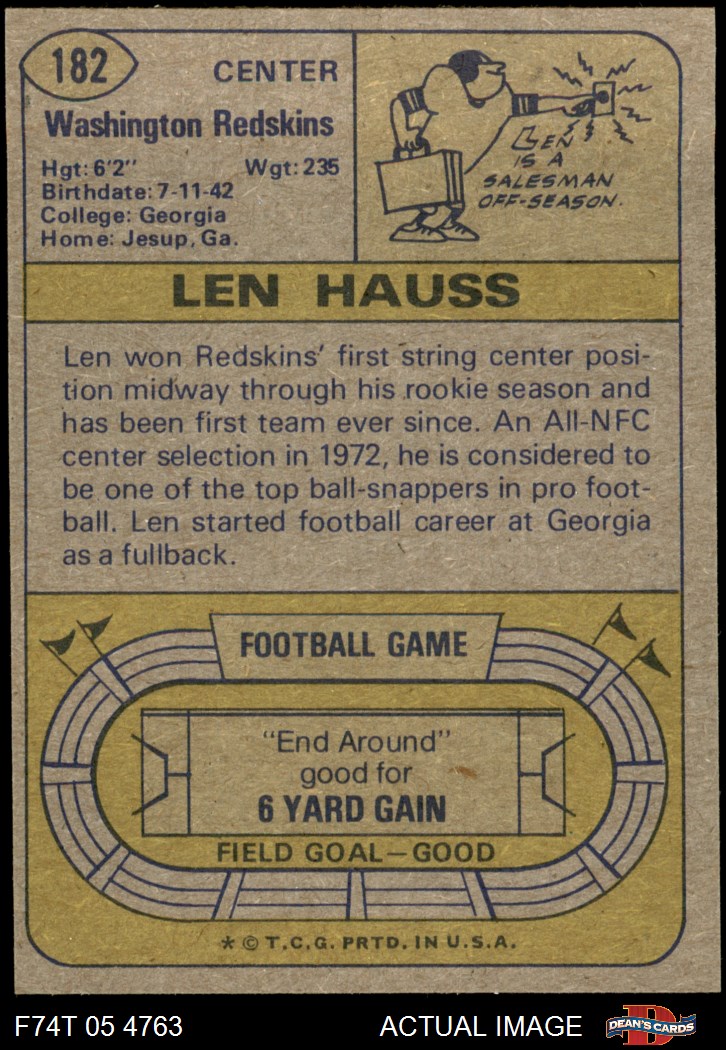 182
CENTER
Washington Redskins
Hgt: 6'2" Wgt: 235
Birthdate: 7-11-42
College: Georgia
Home: Jesup, Ga.
LEN
IS A
SALESMAN
OFF-SEASON.
LEN HAUSS
Len won Redskins' first string center posi-
tion midway through his rookie season and
has been first team ever since. An All-NFC
center selection in 1972, he is considered to
be one of the top ball-snappers in pro foot-
ball. Len started football career at Georgia
as a fullback.
FOOTBALL GAME
"End Around"
good for
6 YARD GAIN
FIELD GOAL—GOOD
* © T.C.G. PRTD. IN U.S.A.
F74T 05 4763 ACTUAL IMAGE
D
DEAN'S CARDS